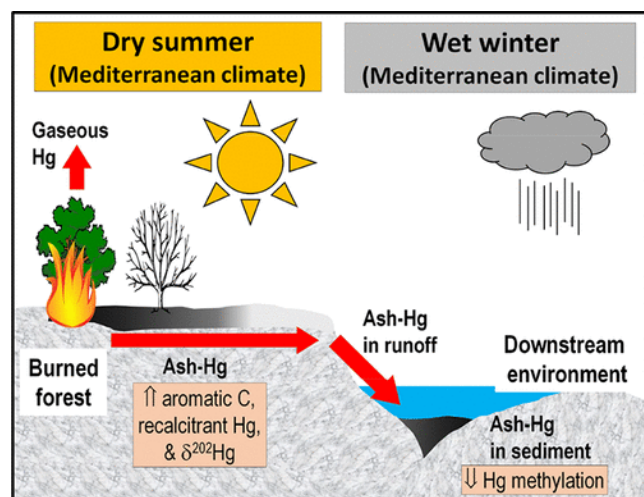 Dry summer
(Mediterranean climate)
Wet winter
(Mediterranean climate)
Gaseous
Hg
Burned
forest
Ash-Hg
⇑ aromatic C,
recalcitrant Hg,
& δ²⁰²Hg
Ash-Hg
in runoff
Downstream
environment
Ash-Hg
in sediment
⇓ Hg methylation